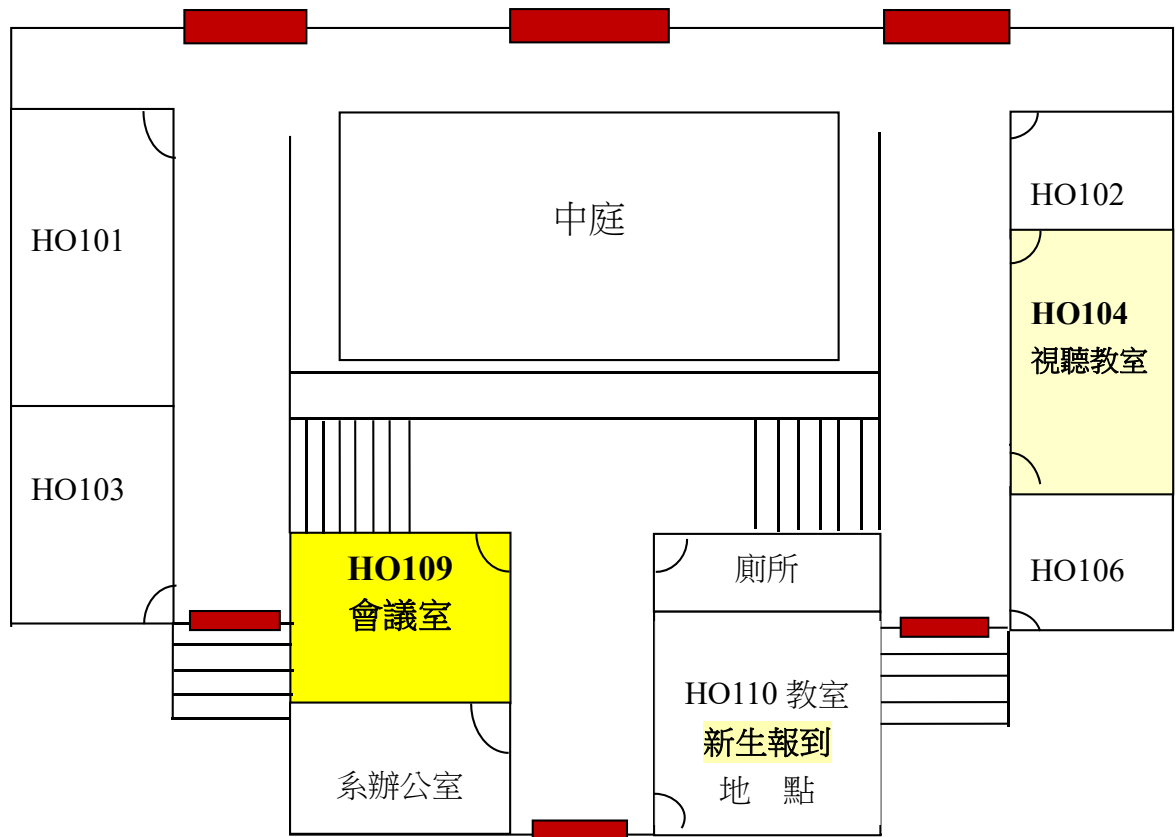 中庭
HO101
HO102
HO104
視聽教室
HO103
HO109
會議室
廁所
HO106
HO110 教室
新生報到
地 點
系辦公室